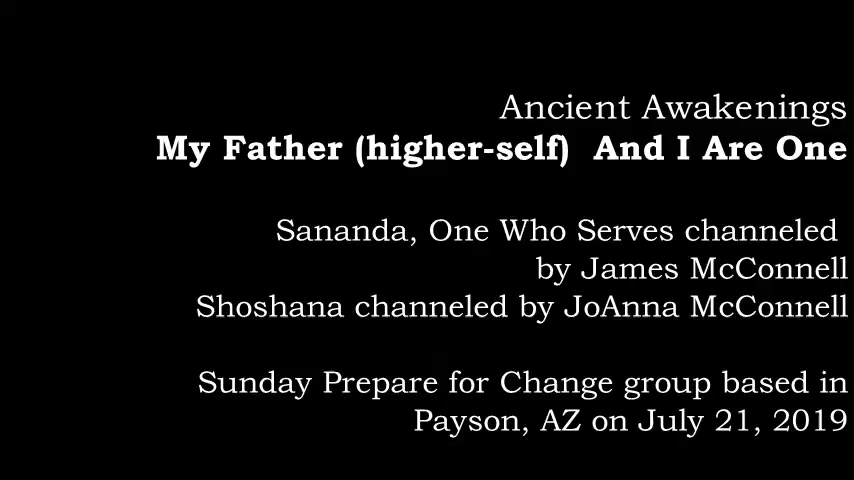 Ancient Awakenings
My Father (higher-self) And I Are One
Sananda, One Who Serves channeled
by James McConnell
Shoshana channeled by JoAnna McConnell
Sunday Prepare for Change group based in
Payson, AZ on July 21, 2019